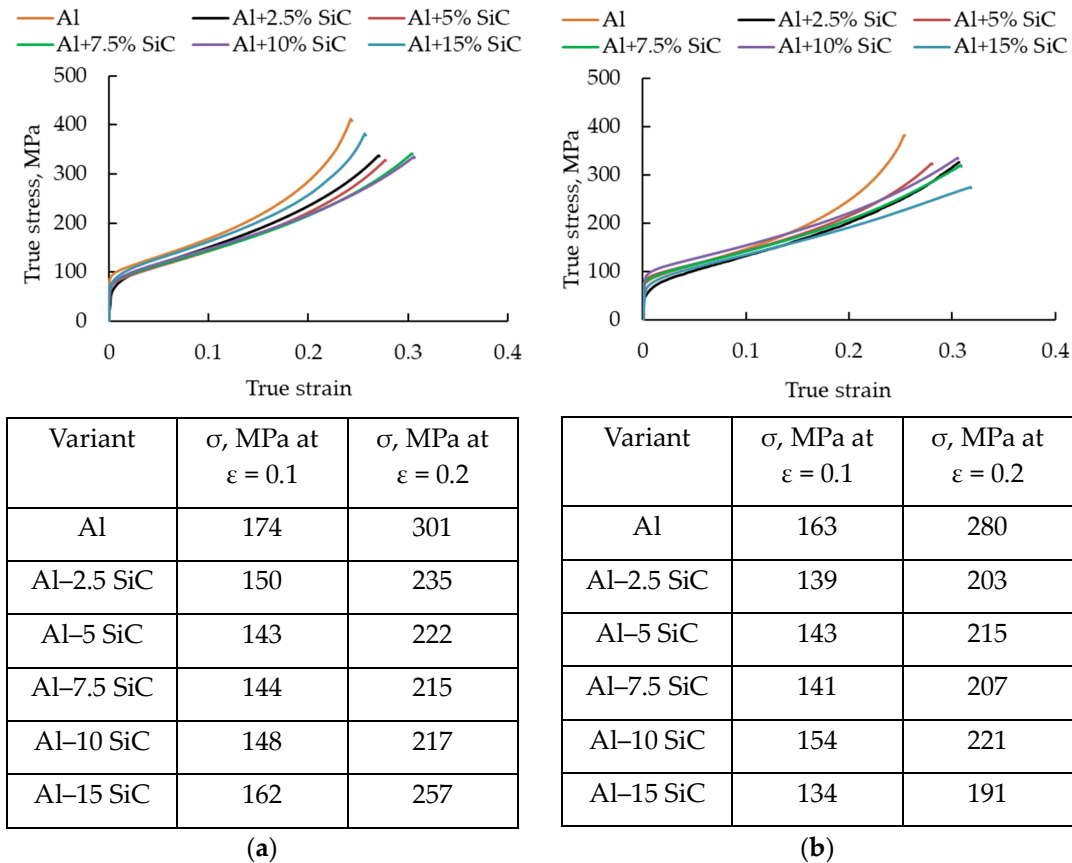 Al Al+2.5% SiC Al+5% SiC
Al+7.5% SiC Al+10% SiC Al+15% SiC
500
400
300
200
100
0
True stress, MPa
0 0.1 0.2 0.3 0.4
True strain
Variant σ, MPa at ε = 0.1 σ, MPa at ε = 0.2
Al 174 301
Al–2.5 SiC 150 235
Al–5 SiC 143 222
Al–7.5 SiC 144 215
Al–10 SiC 148 217
Al–15 SiC 162 257
(a)
Al Al+2.5% SiC Al+5% SiC
Al+7.5% SiC Al+10% SiC Al+15% SiC
500
400
300
200
100
0
True stress, MPa
0 0.1 0.2 0.3 0.4
True strain
Variant σ, MPa at ε = 0.1 σ, MPa at ε = 0.2
Al 163 280
Al–2.5 SiC 139 203
Al–5 SiC 143 215
Al–7.5 SiC 141 207
Al–10 SiC 154 221
Al–15 SiC 134 191
(b)